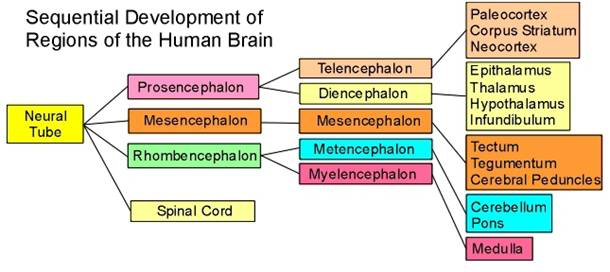 Sequential Development of
Regions of the Human Brain
Neural
Tube
Prosencephalon
Mesencephalon
Rhombencephalon
Spinal Cord
Telencephalon
Diencephalon
Mesencephalon
Metencephalon
Myelencephalon
Paleocortex
Corpus Striatum
Neocortex
Epithalamus
Thalamus
Hypothalamus
Infundibulum
Tectum
Tegumentum
Cerebral Peduncles
Cerebellum
Pons
Medulla